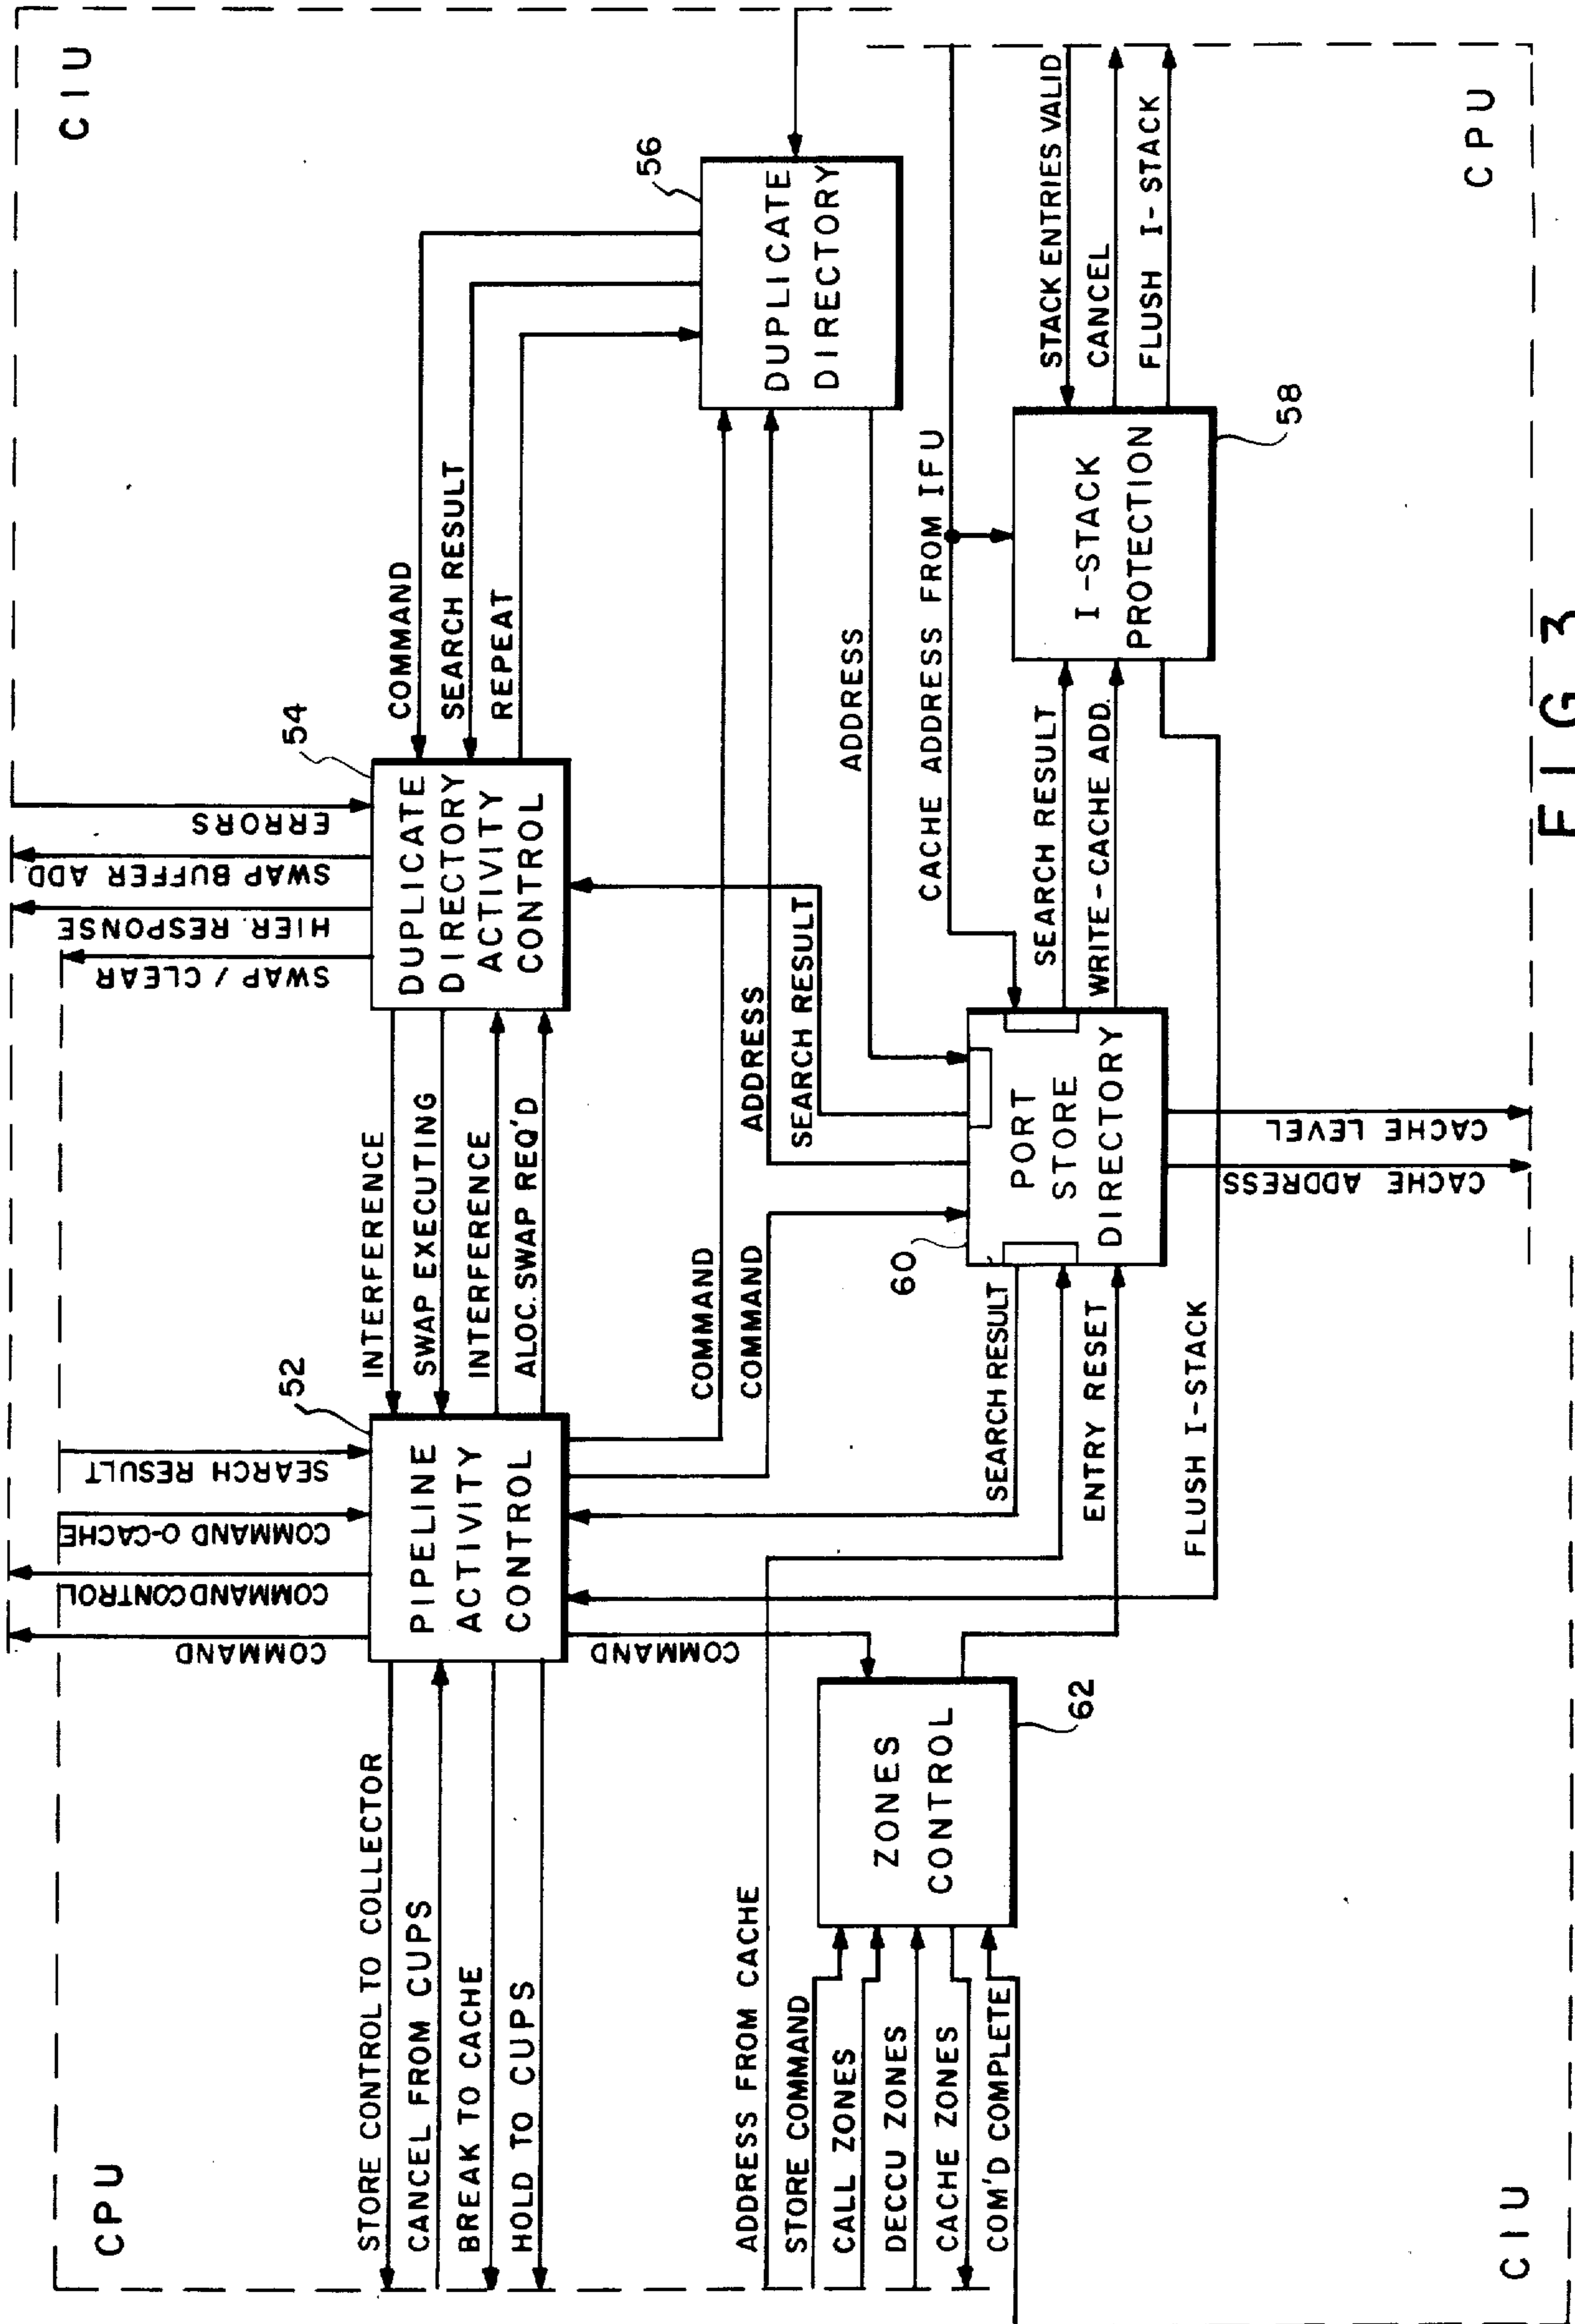 CPU
CIU
COMMAND
COMMAND CONTROL
COMMAND O-CACHE
SEARCH RESULT
SWAP / CLEAR
HIER. RESPONSE
SWAP BUFFER ADD
ERRORS
STORE CONTROL TO COLLECTOR
CANCEL FROM CUPS
BREAK TO CACHE
HOLD TO CUPS
52
PIPELINE
ACTIVITY
CONTROL
INTERFERENCE
SWAP EXECUTING
INTERFERENCE
ALOC. SWAP REQ'D
54
DUPLICATE
DIRECTORY
ACTIVITY
CONTROL
COMMAND
SEARCH RESULT
REPEAT
56
DUPLICATE
DIRECTORY
COMMAND
COMMAND
COMMAND
ADDRESS
SEARCH RESULT
ADDRESS
ADDRESS FROM CACHE
STORE COMMAND
CALL ZONES
DECCU ZONES
CACHE ZONES
COM'D COMPLETE
ZONES
CONTROL
62
SEARCH RESULT
ENTRY RESET
FLUSH I-STACK
60
PORT
STORE
DIRECTORY
CACHE ADDRESS FROM IFU
SEARCH RESULT
WRITE-CACHE ADD.
I-STACK
PROTECTION
58
STACK ENTRIES VALID
CANCEL
FLUSH I-STACK
CACHE ADDRESS
CACHE LEVEL
CIU
CPU
FIG 3